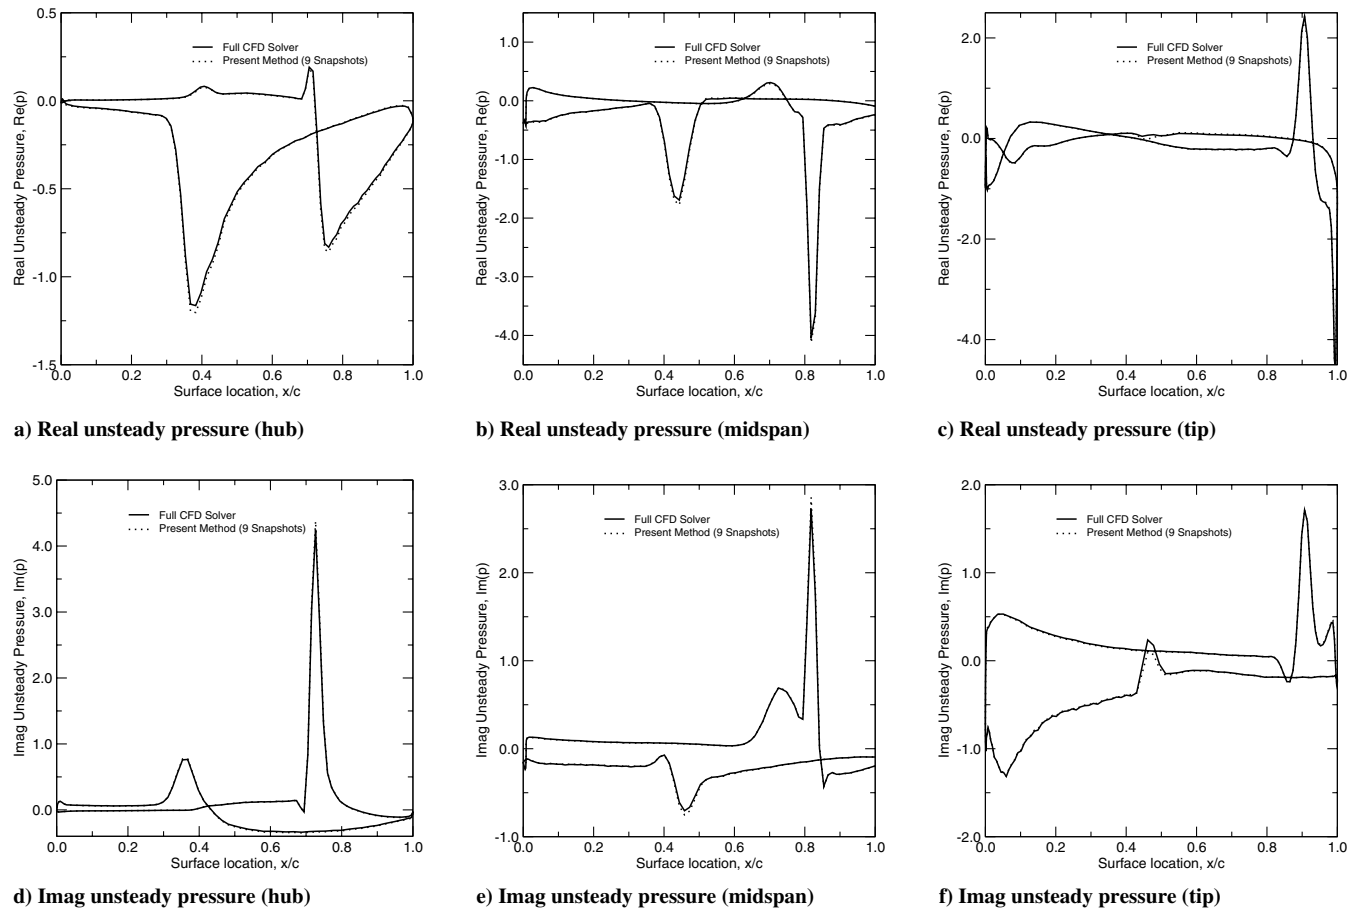 0.5
0.0
-0.5
-1.0
-1.5
Real Unsteady Pressure, Re(p)
Full CFD Solver
Present Method (9 Snapshots)
0.0 0.2 0.4 0.6 0.8 1.0
Surface location, x/c
a) Real unsteady pressure (hub)
1.0
0.0
-1.0
-2.0
-3.0
-4.0
Real Unsteady Pressure, Re(p)
Full CFD Solver
Present Method (9 Snapshots)
0.0 0.2 0.4 0.6 0.8 1.0
Surface location, x/c
b) Real unsteady pressure (midspan)
2.0
0.0
-2.0
-4.0
Real Unsteady Pressure, Re(p)
Full CFD Solver
Present Method (9 Snapshots)
0.0 0.2 0.4 0.6 0.8 1.0
Surface location, x/c
c) Real unsteady pressure (tip)
5.0
4.0
3.0
2.0
1.0
0.0
Imag Unsteady Pressure, Im(p)
Full CFD Solver
Present Method (9 Snapshots)
0.0 0.2 0.4 0.6 0.8 1.0
Surface location, x/c
d) Imag unsteady pressure (hub)
3.0
2.0
1.0
0.0
-1.0
Imag Unsteady Pressure, Im(p)
Full CFD Solver
Present Method (9 Snapshots)
0.0 0.2 0.4 0.6 0.8 1.0
Surface location, x/c
e) Imag unsteady pressure (midspan)
2.0
1.0
0.0
-1.0
-2.0
Imag Unsteady Pressure, Im(p)
Full CFD Solver
Present Method (9 Snapshots)
0.0 0.2 0.4 0.6 0.8 1.0
Surface location, x/c
f) Imag unsteady pressure (tip)